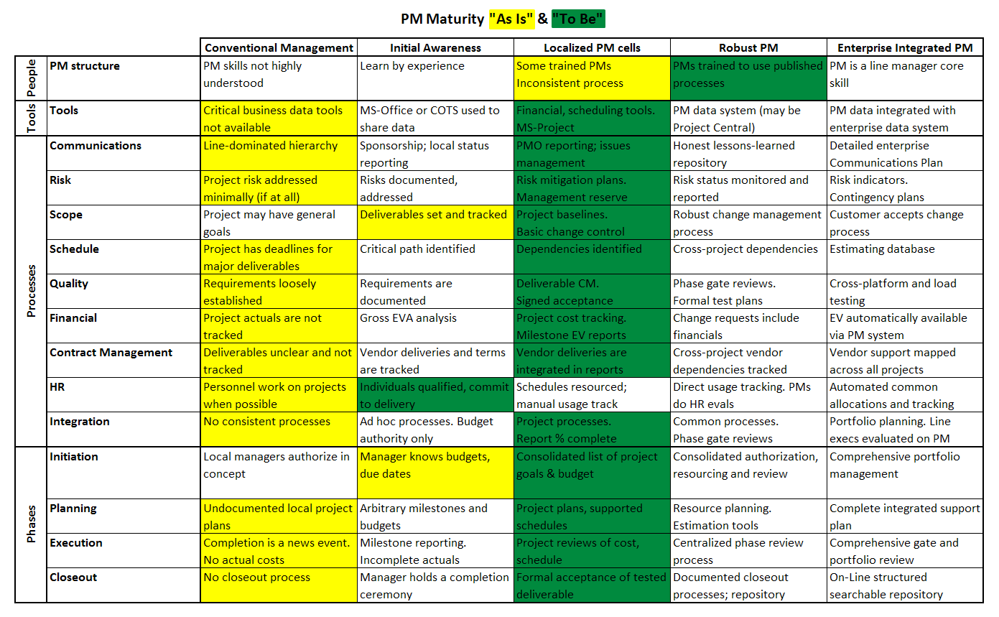 PM Maturity "As Is" & "To Be"
Conventional Management Initial Awareness Localized PM cells Robust PM Enterprise Integrated PM
People
PM structure
PM skills not highly
understood
Learn by experience
Some trained PMs
Inconsistent process
PMs trained to use published
processes
PM is a line manager core
skill
Tools
Tools
Critical business data tools
not available
MS-Office or COTS used to
share data
Financial, scheduling tools.
MS-Project
PM data system (may be
Project Central)
PM data integrated with
enterprise data system
Processes
Communications
Line-dominated hierarchy
Sponsorship; local status
reporting
PMO reporting; issues
management
Honest lessons-learned
repository
Detailed enterprise
Communications Plan
Risk
Project risk addressed
minimally (if at all)
Risks documented,
addressed
Risk mitigation plans.
Management reserve
Risk status monitored and
reported
Risk indicators.
Contingency plans
Scope
Project may have general
goals
Deliverables set and tracked
Project baselines.
Basic change control
Robust change management
process
Customer accepts change
process
Schedule
Project has deadlines for
major deliverables
Critical path identified
Dependencies identified
Cross-project dependencies
Estimating database
Quality
Requirements loosely
established
Requirements are
documented
Deliverable CM.
Signed acceptance
Phase gate reviews.
Formal test plans
Cross-platform and load
testing
Financial
Project actuals are not
tracked
Gross EVA analysis
Project cost tracking.
Milestone EV reports
Change requests include
financials
EV automatically available
via PM system
Contract Management
Deliverables unclear and not
tracked
Vendor deliveries and terms
are tracked
Vendor deliveries are
integrated in reports
Cross-project vendor
dependencies tracked
Vendor support mapped
across all projects
HR
Personnel work on projects
when possible
Individuals qualified, commit
to delivery
Schedules resourced;
manual usage track
Direct usage tracking. PMs
do HR evals
Automated common
allocations and tracking
Integration
No consistent processes
Ad hoc processes. Budget
authority only
Project processes.
Report % complete
Common processes.
Phase gate reviews
Portfolio planning. Line
execs evaluated on PM
Phases
Initiation
Local managers authorize in
concept
Manager knows budgets,
due dates
Consolidated list of project
goals & budget
Consolidated authorization,
resourcing and review
Comprehensive portfolio
management
Planning
Undocumented local project
plans
Arbitrary milestones and
budgets
Project plans, supported
schedules
Resource planning.
Estimation tools
Complete integrated support
plan
Execution
Completion is a news event.
No actual costs
Milestone reporting.
Incomplete actuals
Project reviews of cost,
schedule
Centralized phase review
process
Comprehensive gate and
portfolio review
Closeout
No closeout process
Manager holds a completion
ceremony
Formal acceptance of tested
deliverable
Documented closeout
processes; repository
On-Line structured
searchable repository